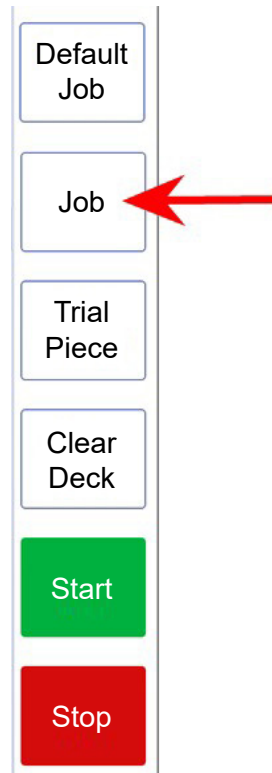 Default
Job
Job
Trial
Piece
Clear
Deck
Start
Stop